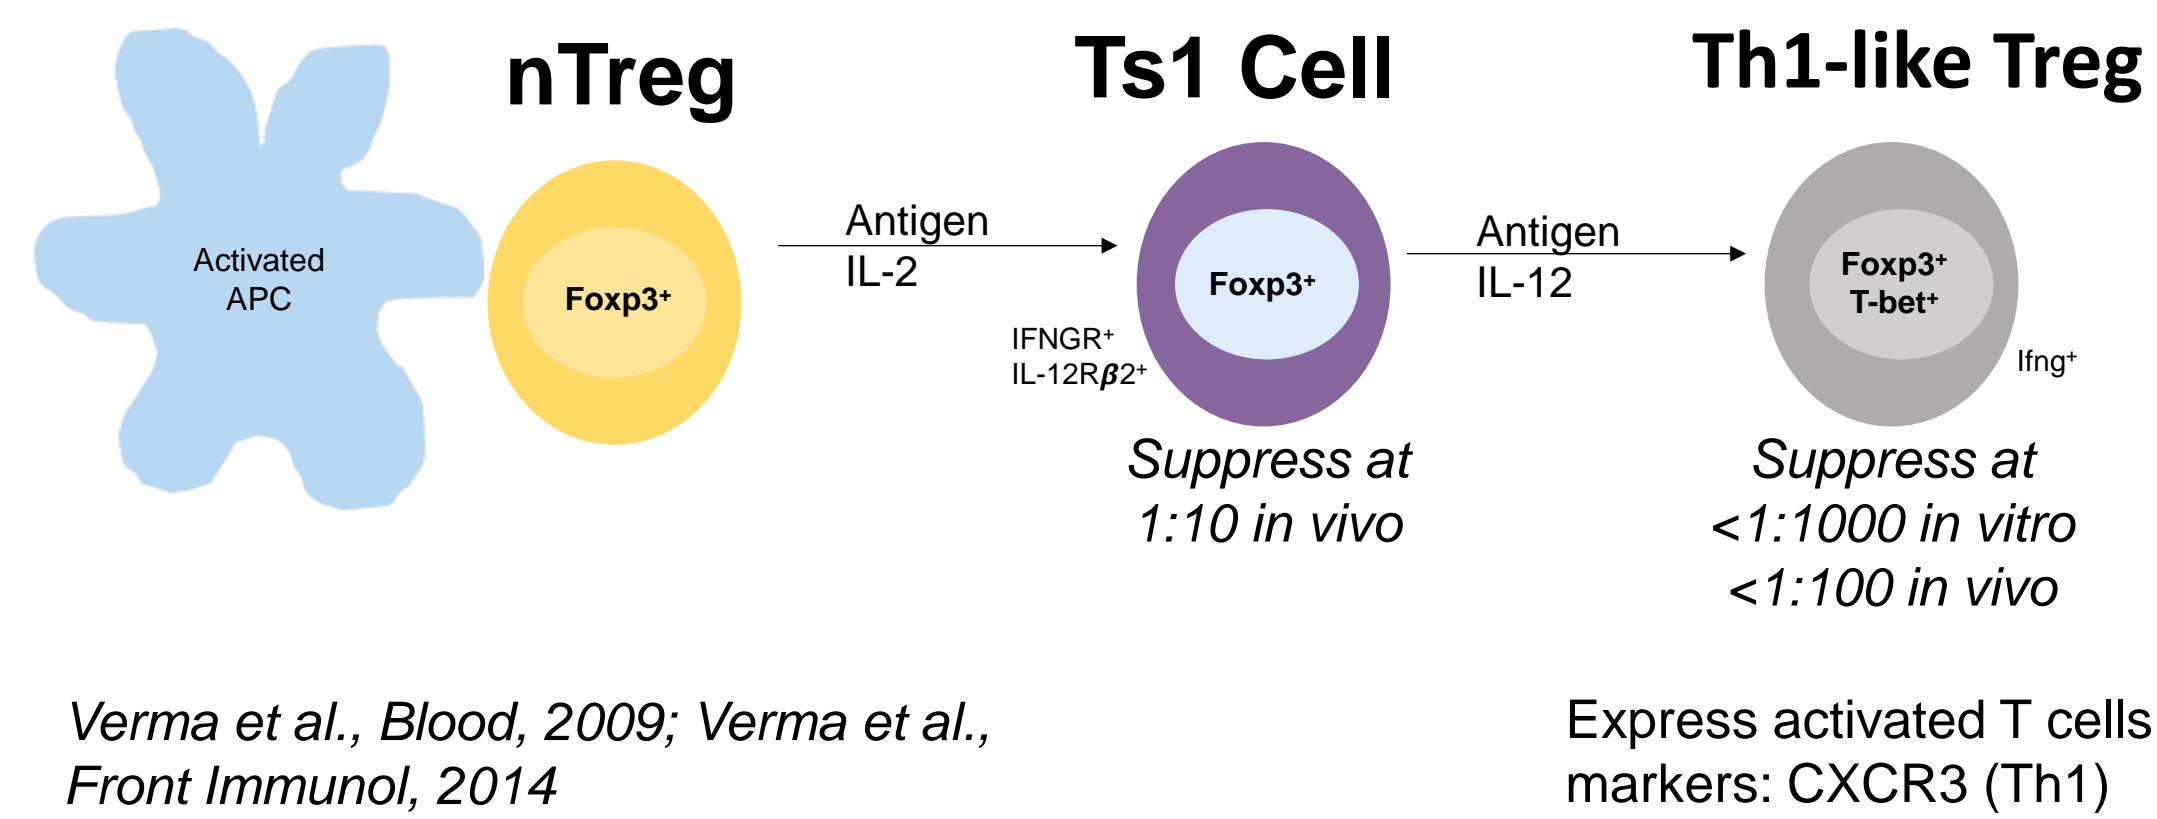 nTreg
Ts1 Cell
Th1-like Treg
Activated
APC
Foxp3⁺
Antigen
IL-2
IFNGR⁺
IL-12Rβ2⁺
Foxp3⁺
Antigen
IL-12
Foxp3⁺
T-bet⁺
Ifng⁺
Suppress at
1:10 in vivo
Suppress at
<1:1000 in vitro
<1:100 in vivo
Verma et al., Blood, 2009; Verma et al.,
Front Immunol, 2014
Express activated T cells
markers: CXCR3 (Th1)